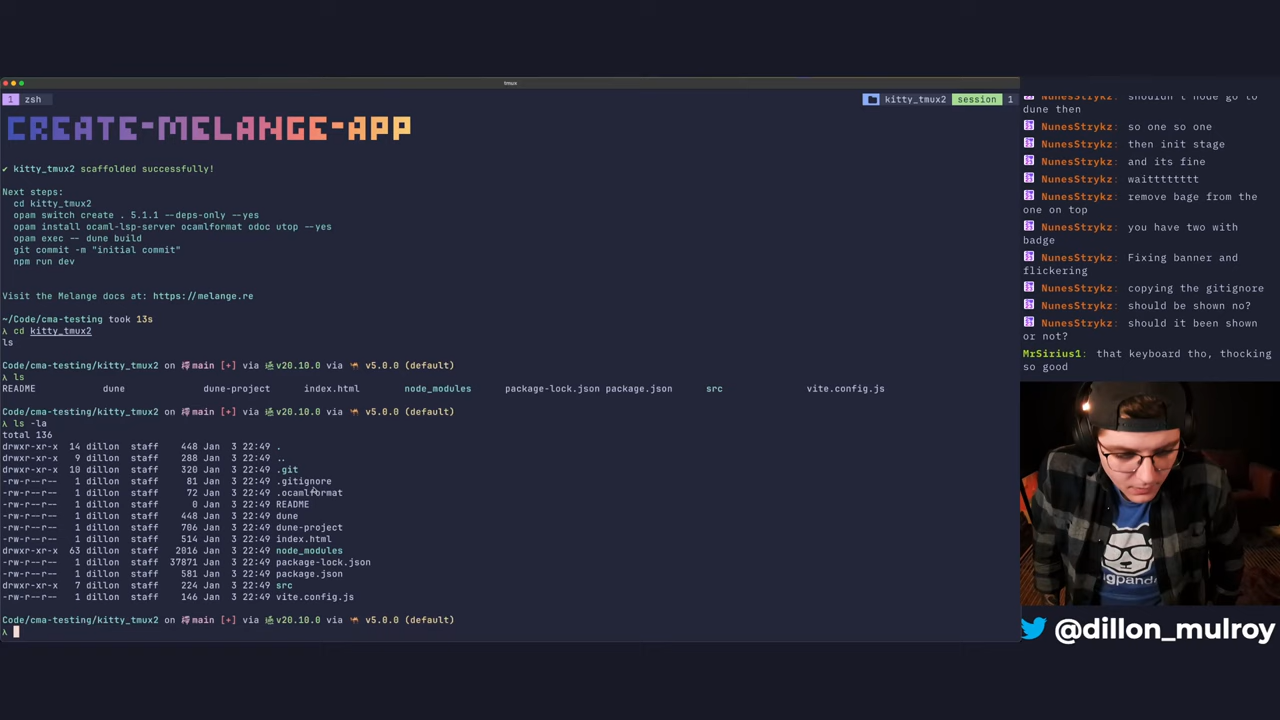 tmux
1 zsh
kitty_tmux2 session 1
CREATE-MELANGE-APP
✔ kitty_tmux2 scaffolded successfully!
Next steps:
cd kitty_tmux2
opam switch create . 5.1.1 --deps-only --yes
opam install ocaml-lsp-server ocamlformat odoc utop --yes
opam exec -- dune build
git commit -m "initial commit"
npm run dev
Visit the Melange docs at: https://melange.re
~/Code/cma-testing took 13s
λ cd kitty_tmux2
ls
Code/cma-testing/kitty_tmux2 on main [+] via v20.10.0 via 🐫 v5.0.0 (default)
λ ls
README dune dune-project index.html node_modules package-lock.json package.json src vite.config.js
Code/cma-testing/kitty_tmux2 on main [+] via v20.10.0 via 🐫 v5.0.0 (default)
λ ls -la
total 136
drwxr-xr-x 14 dillon staff 448 Jan 3 22:49 .
drwxr-xr-x 9 dillon staff 288 Jan 3 22:49 ..
drwxr-xr-x 10 dillon staff 320 Jan 3 22:49 .git
-rw-r--r-- 1 dillon staff 81 Jan 3 22:49 .gitignore
-rw-r--r-- 1 dillon staff 72 Jan 3 22:49 .ocamlformat
-rw-r--r-- 1 dillon staff 0 Jan 3 22:49 README
-rw-r--r-- 1 dillon staff 448 Jan 3 22:49 dune
-rw-r--r-- 1 dillon staff 706 Jan 3 22:49 dune-project
-rw-r--r-- 1 dillon staff 514 Jan 3 22:49 index.html
drwxr-xr-x 63 dillon staff 2016 Jan 3 22:49 node_modules
-rw-r--r-- 1 dillon staff 37871 Jan 3 22:49 package-lock.json
-rw-r--r-- 1 dillon staff 581 Jan 3 22:49 package.json
drwxr-xr-x 7 dillon staff 224 Jan 3 22:49 src
-rw-r--r-- 1 dillon staff 146 Jan 3 22:49 vite.config.js
Code/cma-testing/kitty_tmux2 on main [+] via v20.10.0 via 🐫 v5.0.0 (default)
λ
shouldn't node go to
dune then
NunesStrykz: so one so one
NunesStrykz: then init stage
NunesStrykz: and its fine
NunesStrykz: waittttttt
NunesStrykz: remove bage from the
one on top
NunesStrykz: you have two with
badge
NunesStrykz: Fixing banner and
flickering
NunesStrykz: copying the gitignore
NunesStrykz: should be shown no?
NunesStrykz: should it been shown
or not?
MrSirius1: that keyboard tho, thocking
so good
@dillon_mulroy